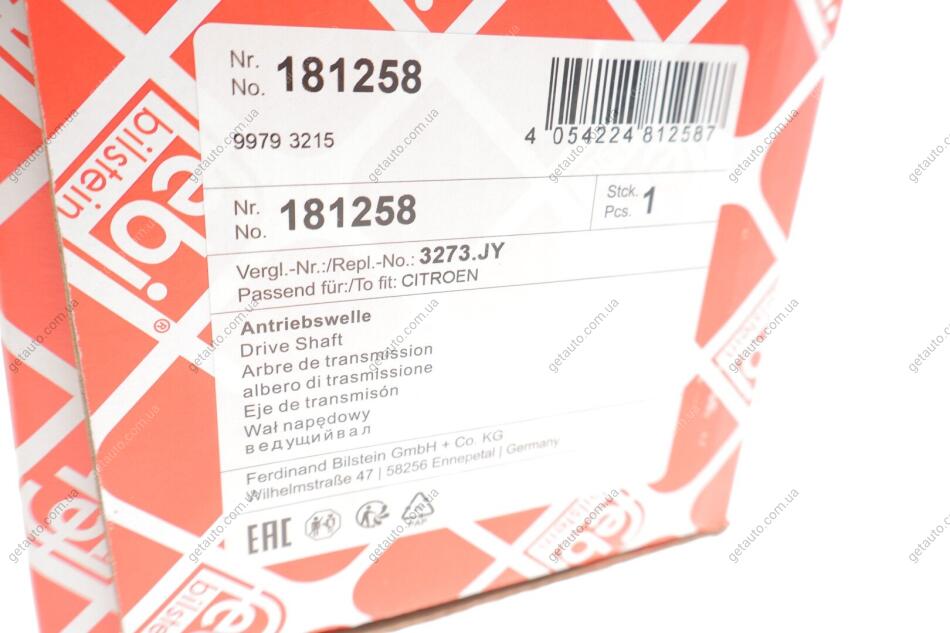 Nr.
No. 181258
9979 3215
4 054224 812587
Nr.
No. 181258
Stck.
Pcs. 1
Vergl.-Nr.:/Repl.-No.: 3273.JY
Passend für:/To fit: CITROEN
Antriebswelle
Drive Shaft
Arbre de transmission
albero di trasmissione
Eje de transmisón
Wał napędowy
ведущийвал
Ferdinand Bilstein GmbH + Co. KG
Wilhelmstraße 47 | 58256 Ennepetal | Germany
EAC
PAP
febi
bilstein
®
getauto.com.ua